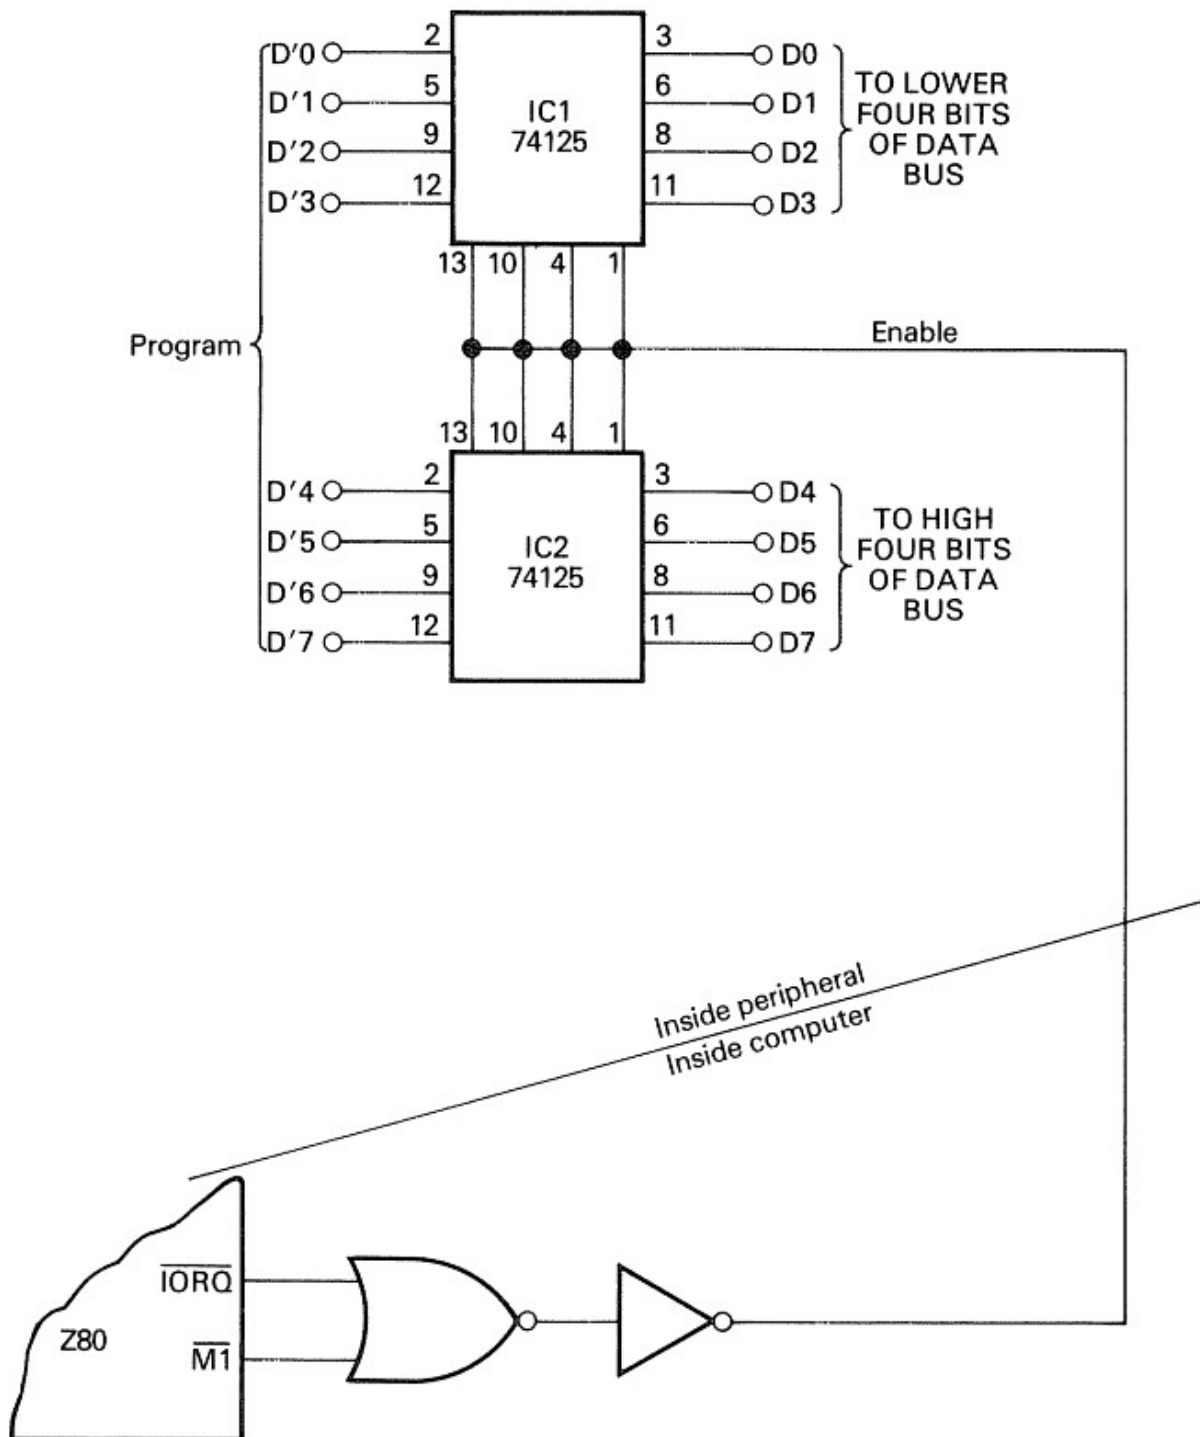 D'0
2
3
D0
D'1
5
6
D1
D'2
9
8
D2
D'3
12
11
D3
IC1
74125
TO LOWER
FOUR BITS
OF DATA
BUS
13 10 4 1
Program
Enable
13 10 4 1
D'4
2
3
D4
D'5
5
6
D5
D'6
9
8
D6
D'7
12
11
D7
IC2
74125
TO HIGH
FOUR BITS
OF DATA
BUS
Inside peripheral
Inside computer
Z80
I̅O̅R̅Q̅
M̅1̅